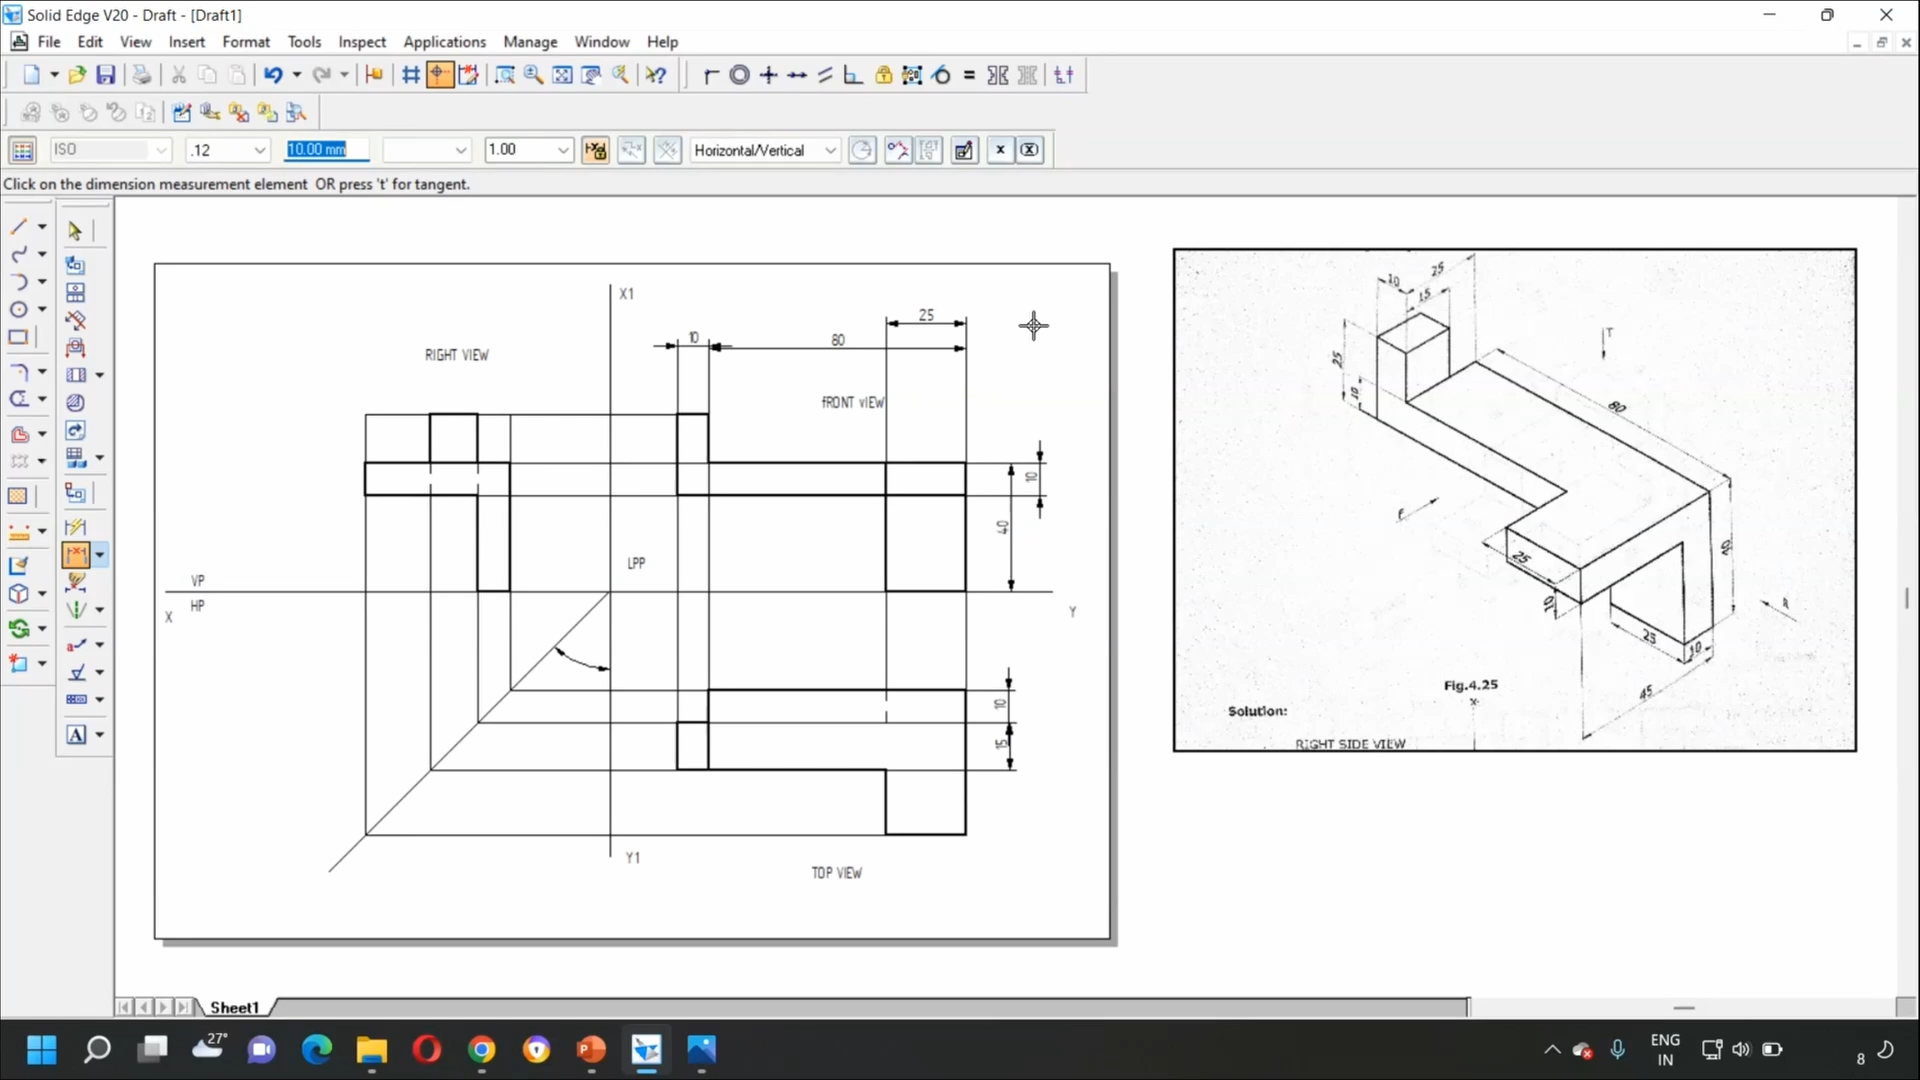 Solid Edge V20 - Draft - [Draft1]
File Edit View Insert Format Tools Inspect Applications Manage Window Help
ISO .12 10.00 mm 1.00 Horizontal/Vertical
Click on the dimension measurement element OR press 't' for tangent.
X1
25
10
80
RIGHT VIEW
fRONT vIEW
10
40
LPP
VP
HP
X
Y
10
15
Y1
TOP VIEW
10
25
15
T
25
10
80
F
25
40
10
R
25
10
45
Fig.4.25
X
Solution:
RIGHT SIDE VIEW
Sheet1
27°
ENG
IN
8